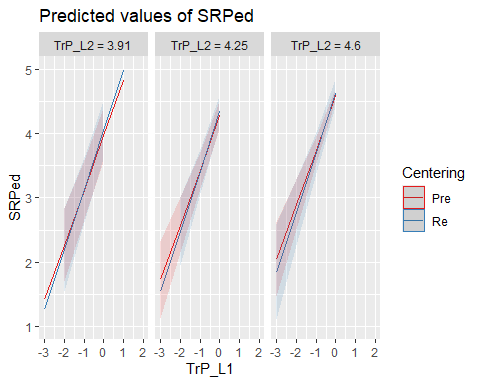 Predicted values of SRPed
TrP_L2 = 3.91 TrP_L2 = 4.25 TrP_L2 = 4.6
5
4
3
2
1
SRPed
-3 -2 -1 0 1 2 -3 -2 -1 0 1 2 -3 -2 -1 0 1 2
TrP_L1
Centering
Pre
Re